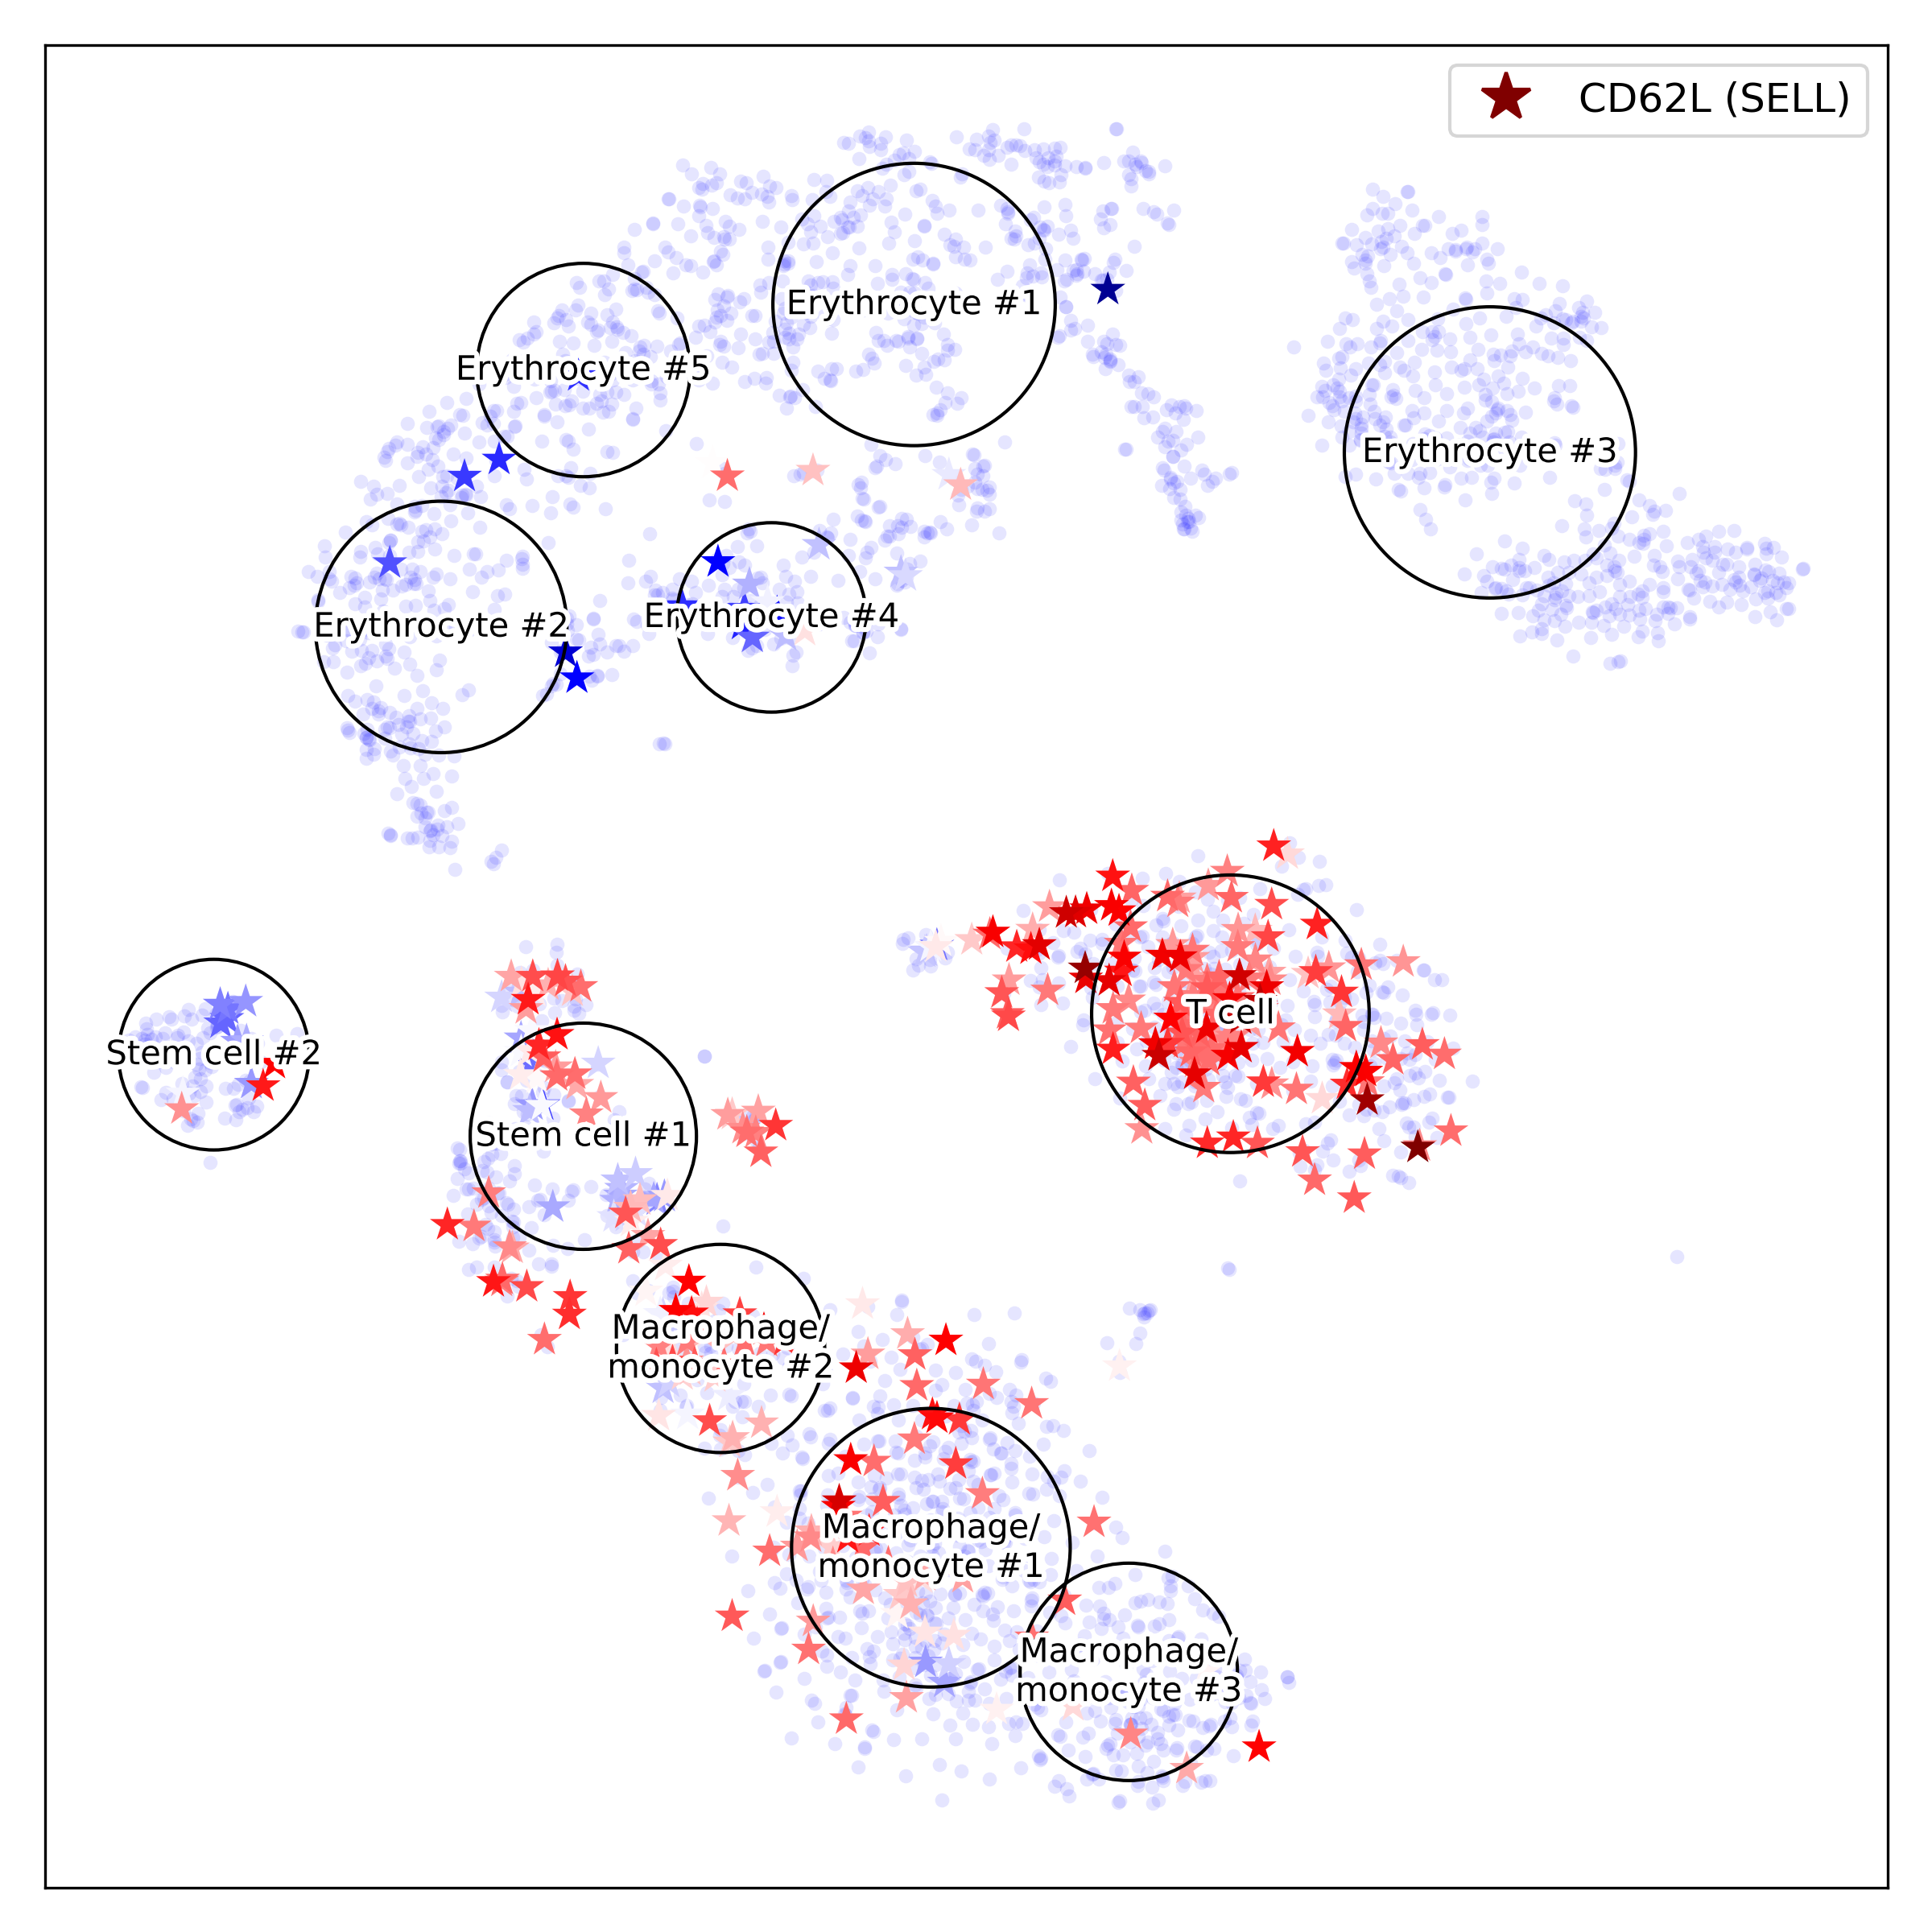 CD62L (SELL)
Erythrocyte #1
Erythrocyte #5
Erythrocyte #3
Erythrocyte #2
Erythrocyte #4
T cell
Stem cell #2
Stem cell #1
Macrophage/
monocyte #2
Macrophage/
monocyte #1
Macrophage/
monocyte #3